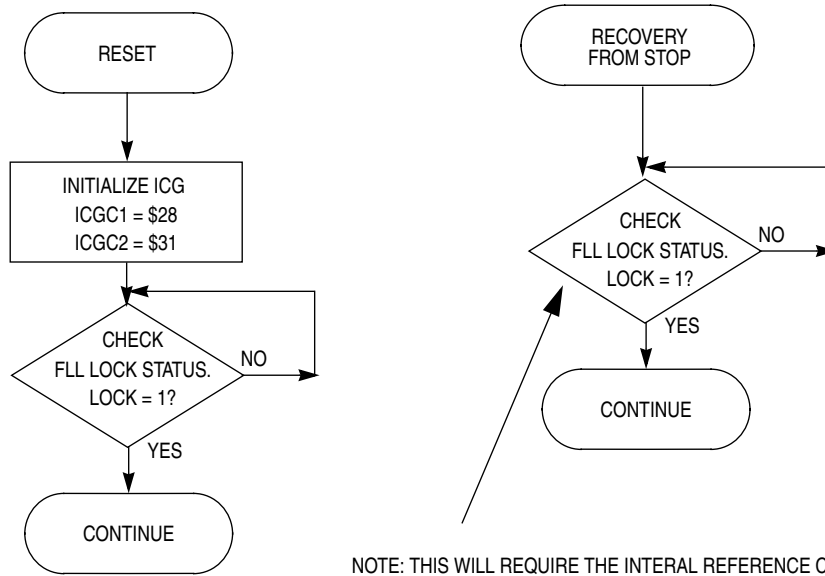 RESET
INITIALIZE ICG
ICGC1 = $28
ICGC2 = $31
CHECK
FLL LOCK STATUS.
LOCK = 1?
NO
YES
CONTINUE
RECOVERY
FROM STOP
CHECK
FLL LOCK STATUS.
LOCK = 1?
NO
YES
CONTINUE
NOTE: THIS WILL REQUIRE THE INTERAL REFERENCE